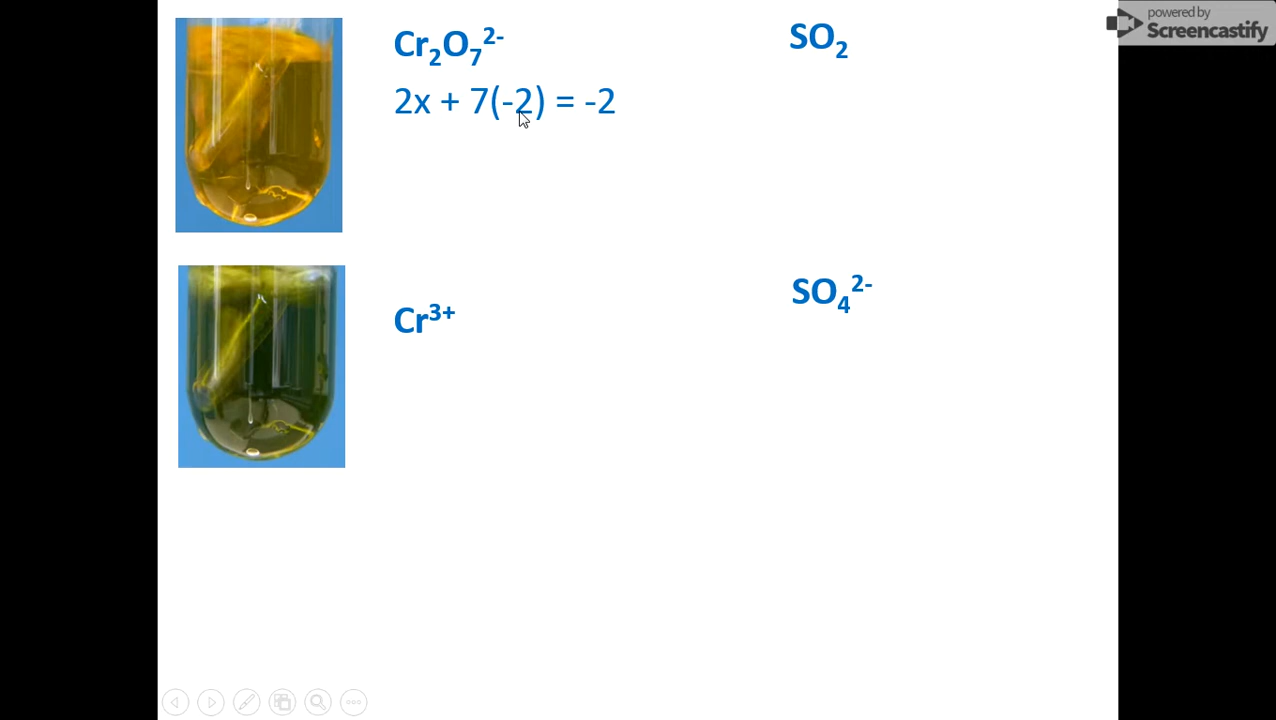 Cr₂O₇²⁻
2x + 7(-2) = -2
SO₂
Cr³⁺
SO₄²⁻
powered by
Screencastify